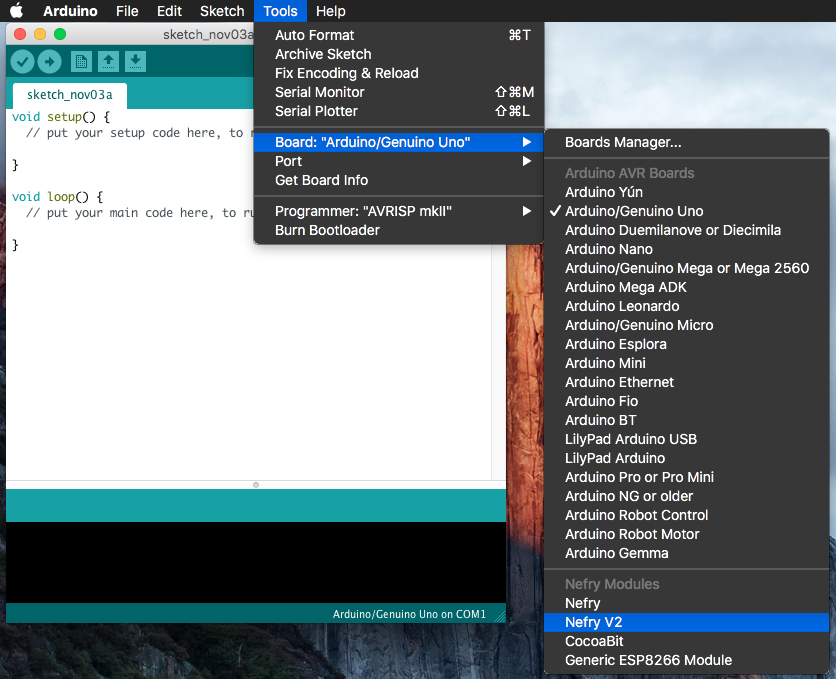 Arduino File Edit Sketch Tools Help
sketch_nov03a
sketch_nov03a
void setup() {
// put your setup code here, to
}
void loop() {
// put your main code here, to
}
Arduino/Genuino Uno on COM1
Auto Format ⌘T
Archive Sketch
Fix Encoding & Reload
Serial Monitor ⇧⌘M
Serial Plotter ⇧⌘L
Board: "Arduino/Genuino Uno"
Port
Get Board Info
Programmer: "AVRISP mkII"
Burn Bootloader
Boards Manager...
Arduino AVR Boards
Arduino Yún
✓ Arduino/Genuino Uno
Arduino Duemilanove or Diecimila
Arduino Nano
Arduino/Genuino Mega or Mega 2560
Arduino Mega ADK
Arduino Leonardo
Arduino/Genuino Micro
Arduino Esplora
Arduino Mini
Arduino Ethernet
Arduino Fio
Arduino BT
LilyPad Arduino USB
LilyPad Arduino
Arduino Pro or Pro Mini
Arduino NG or older
Arduino Robot Control
Arduino Robot Motor
Arduino Gemma
Nefry Modules
Nefry
Nefry V2
CocoaBit
Generic ESP8266 Module